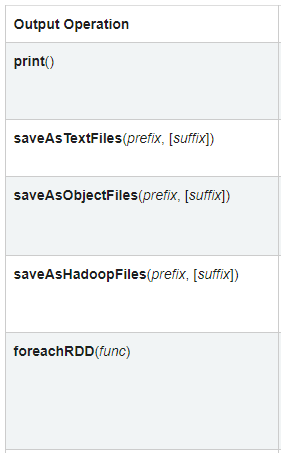 Output Operation
print()
saveAsTextFiles(prefix, [suffix])
saveAsObjectFiles(prefix, [suffix])
saveAsHadoopFiles(prefix, [suffix])
foreachRDD(func)